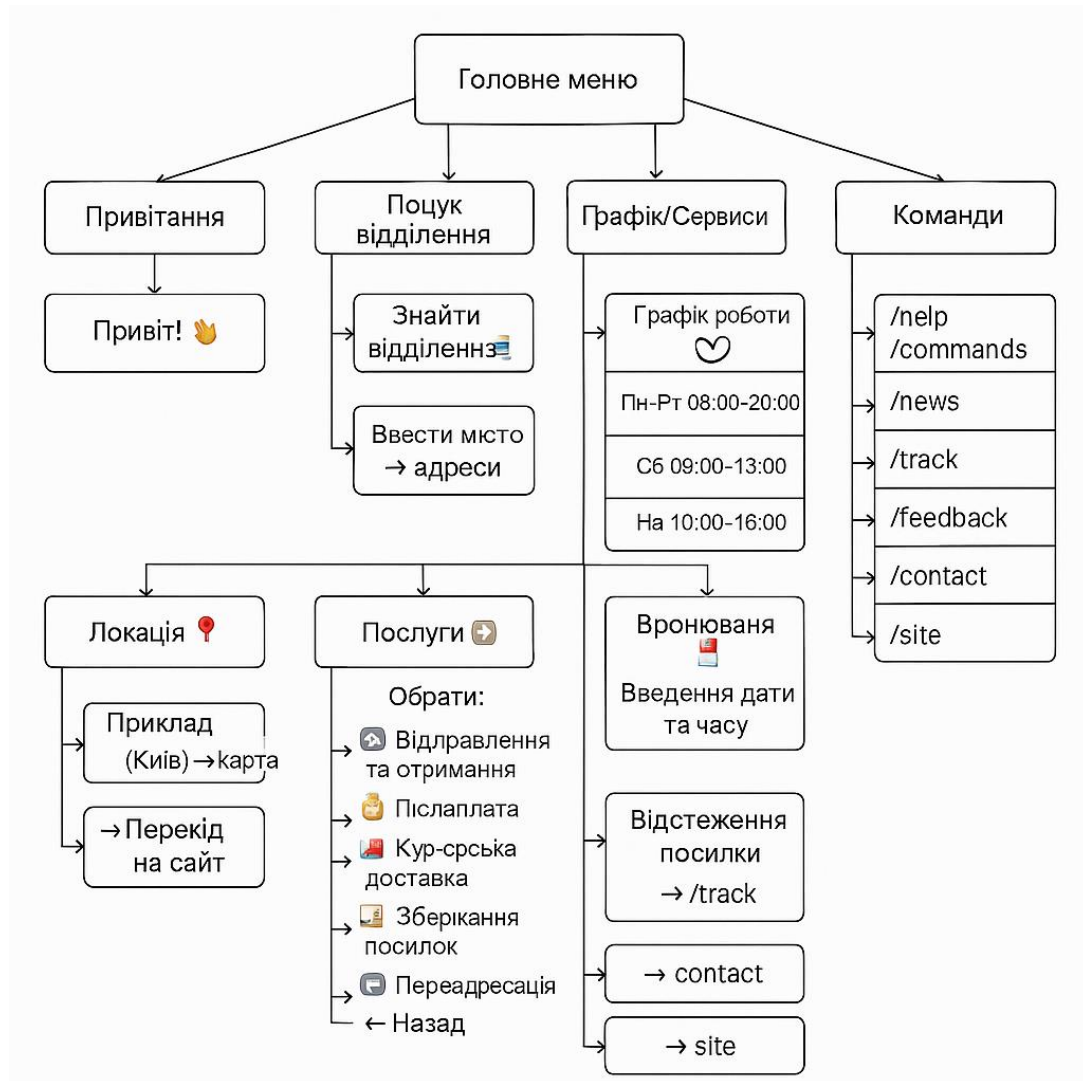 Головне меню
Привітання
Привіт! 👋
Поцук
відділення
Знайти
відділеннз
Ввести місто
→ адреси
Графік/Сервиси
Графік роботи
Пн-Рт 08:00-20:00
Сб 09:00-13:00
На 10:00-16:00
Команди
/nelp
/commands
/news
/track
/feedback
/contact
/site
Локація 📍
Приклад
(Киів) → карта
→ Перекід
на сайт
Послуги ➡️
Обрати:
Відлравлення
та отримання
Післаплата
Кур-срська
доставка
Зберікання
посилок
Переадресація
← Назад
Вронюваня
Введення дати
та часу
Відстеження
посилки
→ /track
→ contact
→ site